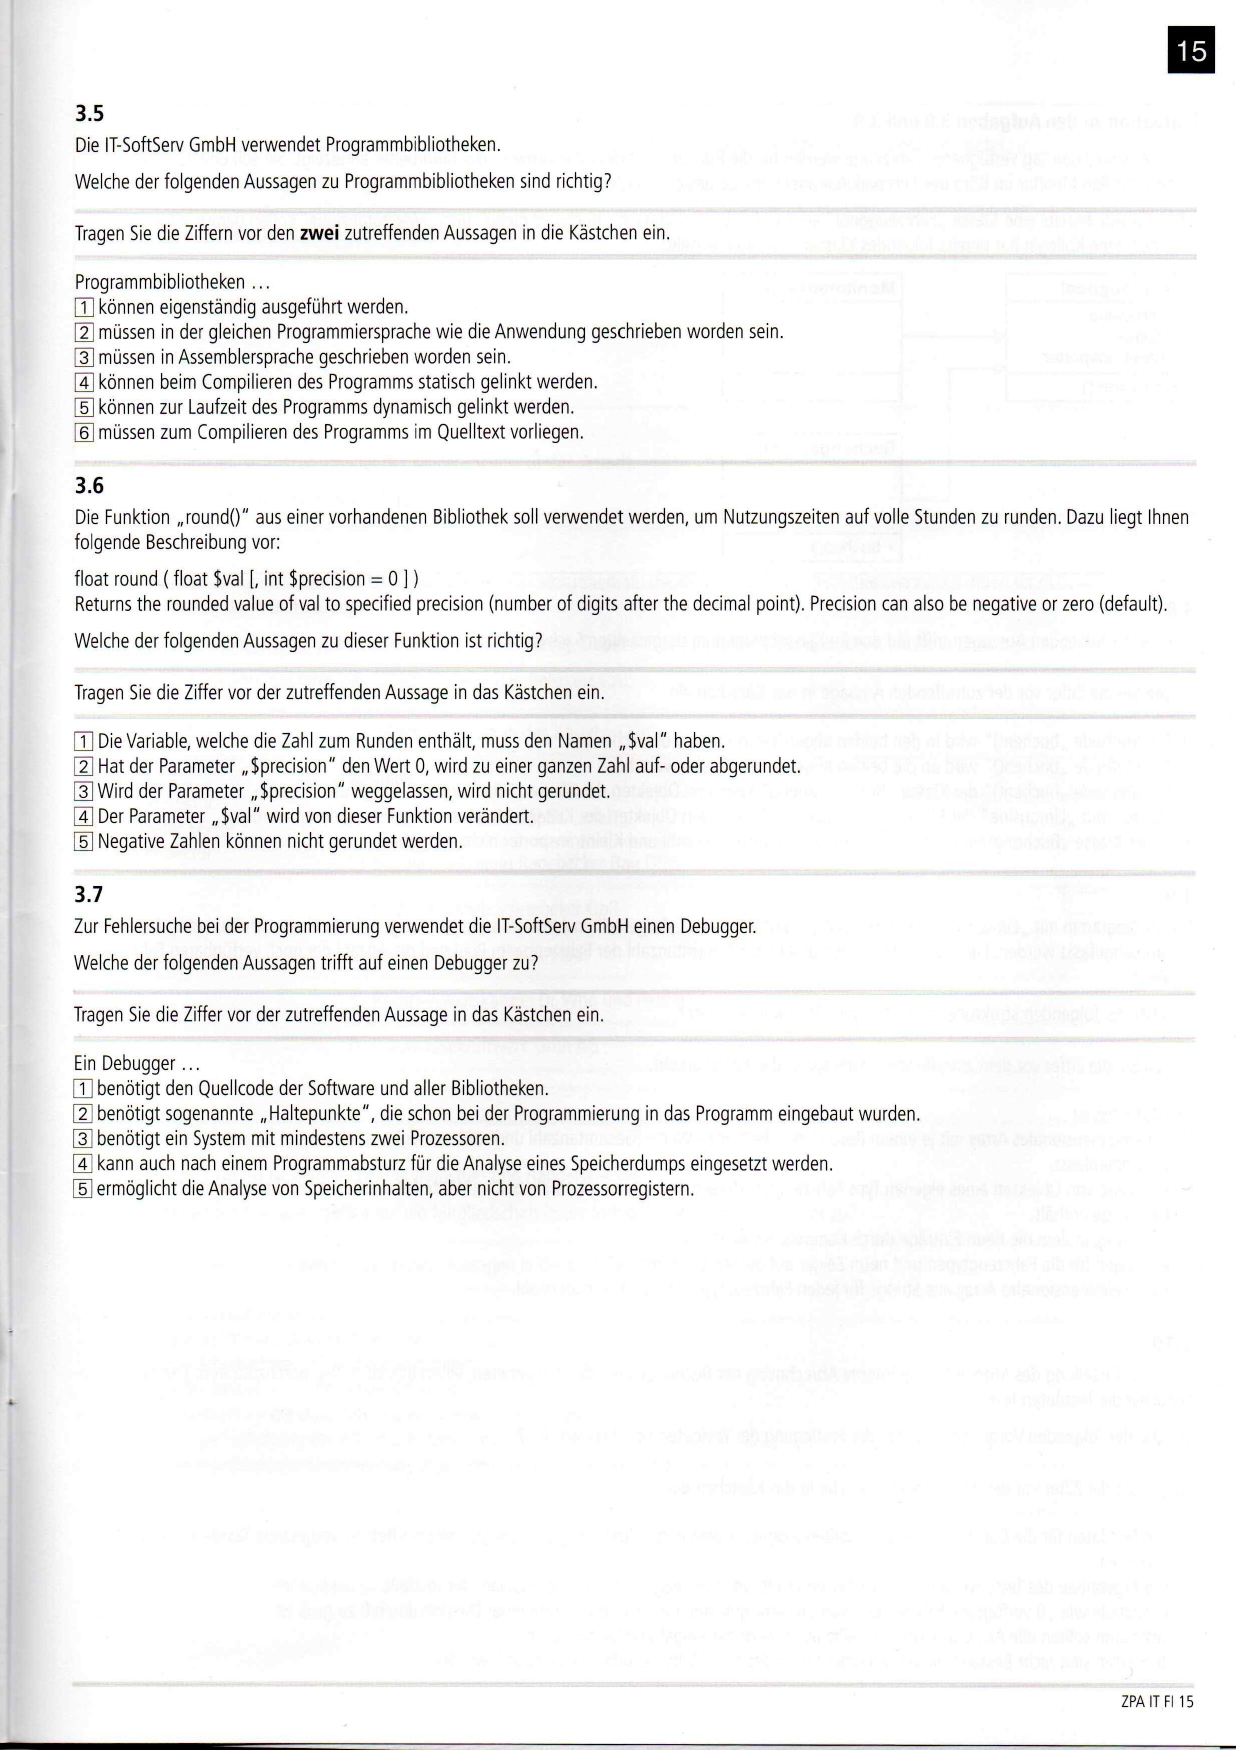 15
3.5
Die IT-SoftServ GmbH verwendet Programmbibliotheken.
Welche der folgenden Aussagen zu Programmbibliotheken sind richtig?
Tragen Sie die Ziffern vor den zwei zutreffenden Aussagen in die Kästchen ein.
Programmbibliotheken ...
1 können eigenständig ausgeführt werden.
2 müssen in der gleichen Programmiersprache wie die Anwendung geschrieben worden sein.
3 müssen in Assemblersprache geschrieben worden sein.
4 können beim Compilieren des Programms statisch gelinkt werden.
5 können zur Laufzeit des Programms dynamisch gelinkt werden.
6 müssen zum Compilieren des Programms im Quelltext vorliegen.
3.6
Die Funktion „round()" aus einer vorhandenen Bibliothek soll verwendet werden, um Nutzungszeiten auf volle Stunden zu runden. Dazu liegt Ihnen
folgende Beschreibung vor:
float round ( float $val [, int $precision = 0 ] )
Returns the rounded value of val to specified precision (number of digits after the decimal point). Precision can also be negative or zero (default).
Welche der folgenden Aussagen zu dieser Funktion ist richtig?
Tragen Sie die Ziffer vor der zutreffenden Aussage in das Kästchen ein.
1 Die Variable, welche die Zahl zum Runden enthält, muss den Namen „$val" haben.
2 Hat der Parameter „$precision" den Wert 0, wird zu einer ganzen Zahl auf- oder abgerundet.
3 Wird der Parameter „$precision" weggelassen, wird nicht gerundet.
4 Der Parameter „$val" wird von dieser Funktion verändert.
5 Negative Zahlen können nicht gerundet werden.
3.7
Zur Fehlersuche bei der Programmierung verwendet die IT-SoftServ GmbH einen Debugger.
Welche der folgenden Aussagen trifft auf einen Debugger zu?
Tragen Sie die Ziffer vor der zutreffenden Aussage in das Kästchen ein.
Ein Debugger ...
1 benötigt den Quellcode der Software und aller Bibliotheken.
2 benötigt sogenannte „Haltepunkte", die schon bei der Programmierung in das Programm eingebaut wurden.
3 benötigt ein System mit mindestens zwei Prozessoren.
4 kann auch nach einem Programmabsturz für die Analyse eines Speicherdumps eingesetzt werden.
5 ermöglicht die Analyse von Speicherinhalten, aber nicht von Prozessorregistern.
ZPA IT FI 15